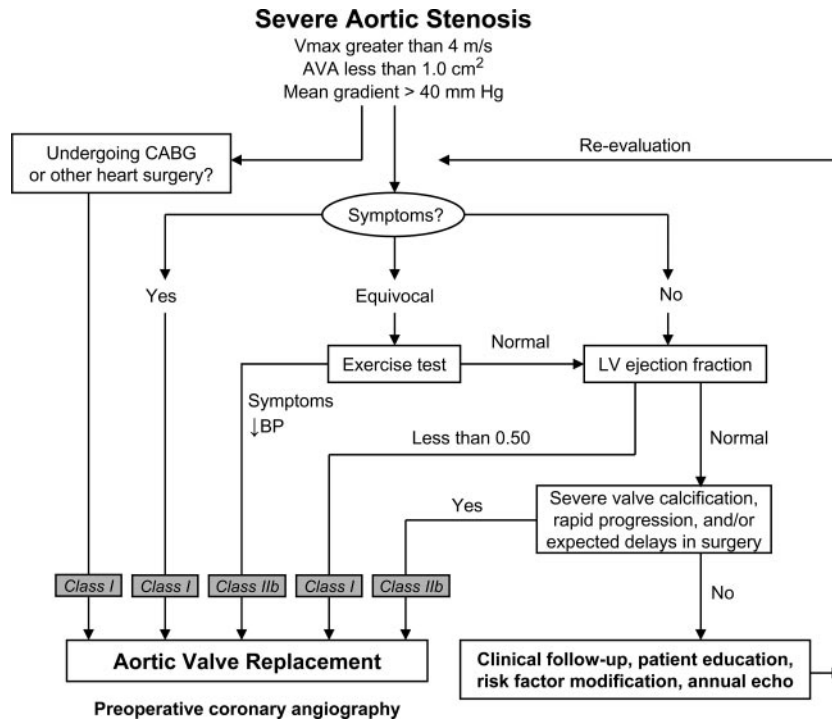 Severe Aortic Stenosis
Vmax greater than 4 m/s
AVA less than 1.0 cm²
Mean gradient > 40 mm Hg
Undergoing CABG
or other heart surgery?
Re-evaluation
Symptoms?
Yes
Equivocal
No
Exercise test
Normal
LV ejection fraction
Symptoms
↓BP
Less than 0.50
Normal
Severe valve calcification,
rapid progression, and/or
expected delays in surgery
Yes
No
Class I
Class I
Class IIb
Class I
Class IIb
Aortic Valve Replacement
Clinical follow-up, patient education,
risk factor modification, annual echo
Preoperative coronary angiography